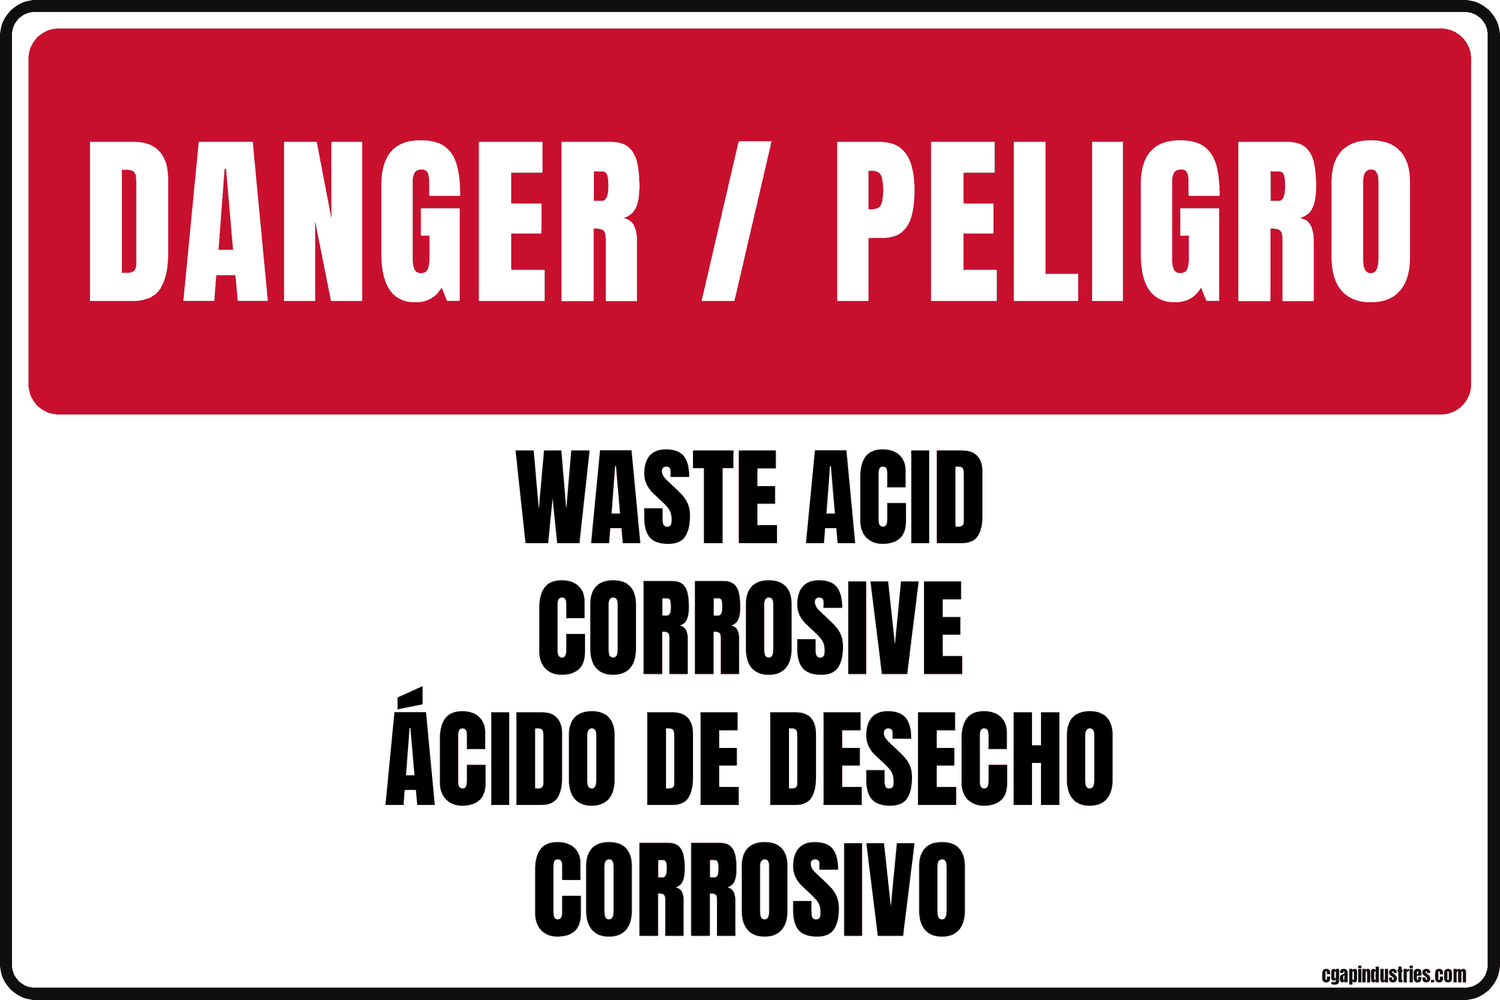 DANGER / PELIGRO
WASTE ACID
CORROSIVE
ÁCIDO DE DESECHO
CORROSIVO
cgapindustries.com